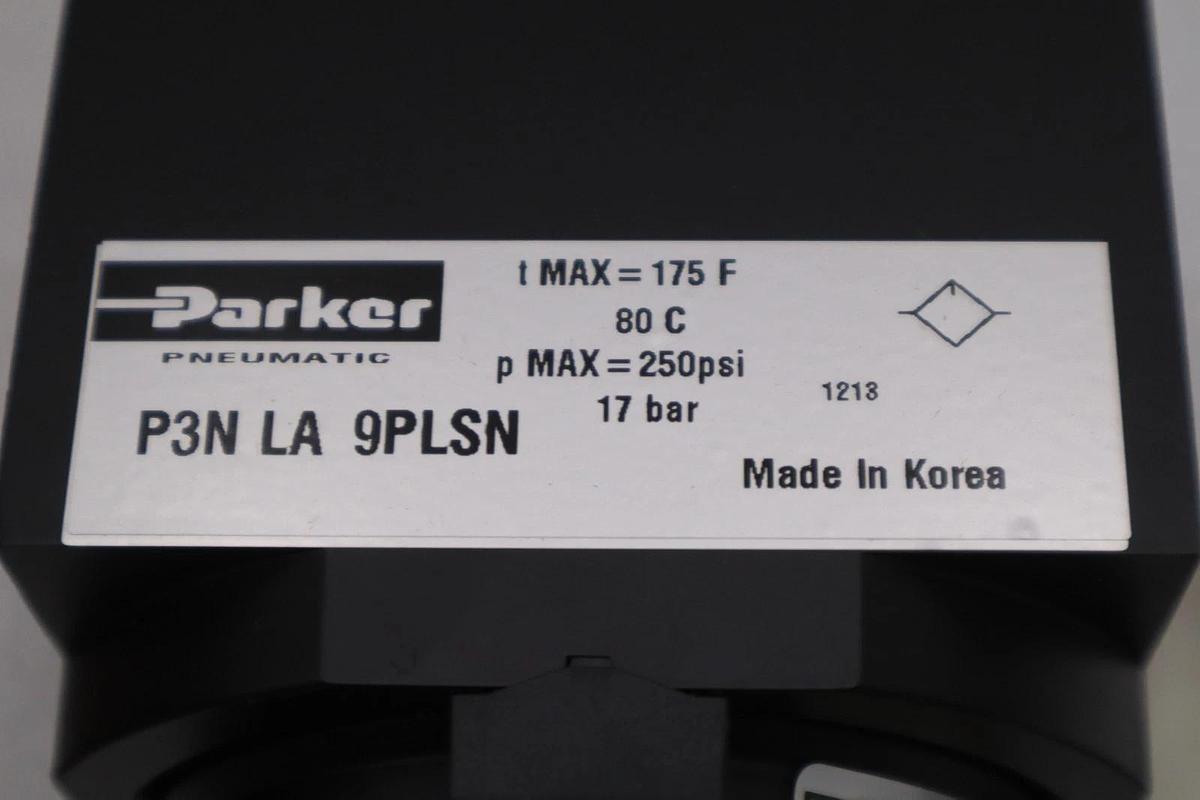 Parker
PNEUMATIC
P3N LA 9PLSN
t MAX = 175 F
80 C
p MAX = 250psi
17 bar
1213
Made In Korea